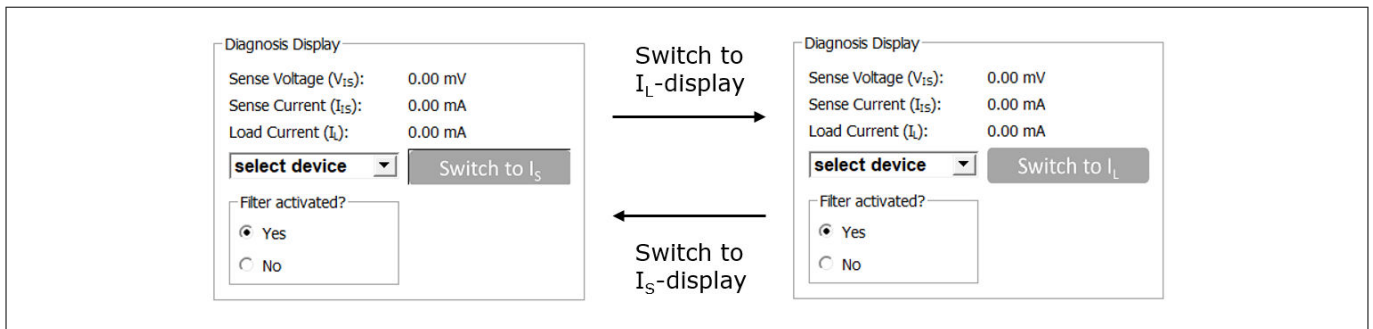 Diagnosis Display
Sense Voltage (VIS): 0.00 mV
Sense Current (IIS): 0.00 mA
Load Current (IL): 0.00 mA
select device
Switch to IS
Filter activated?
Yes
No
Switch to
IL-display
Switch to
IS-display
Diagnosis Display
Sense Voltage (VIS): 0.00 mV
Sense Current (IIS): 0.00 mA
Load Current (IL): 0.00 mA
select device
Switch to IL
Filter activated?
Yes
No